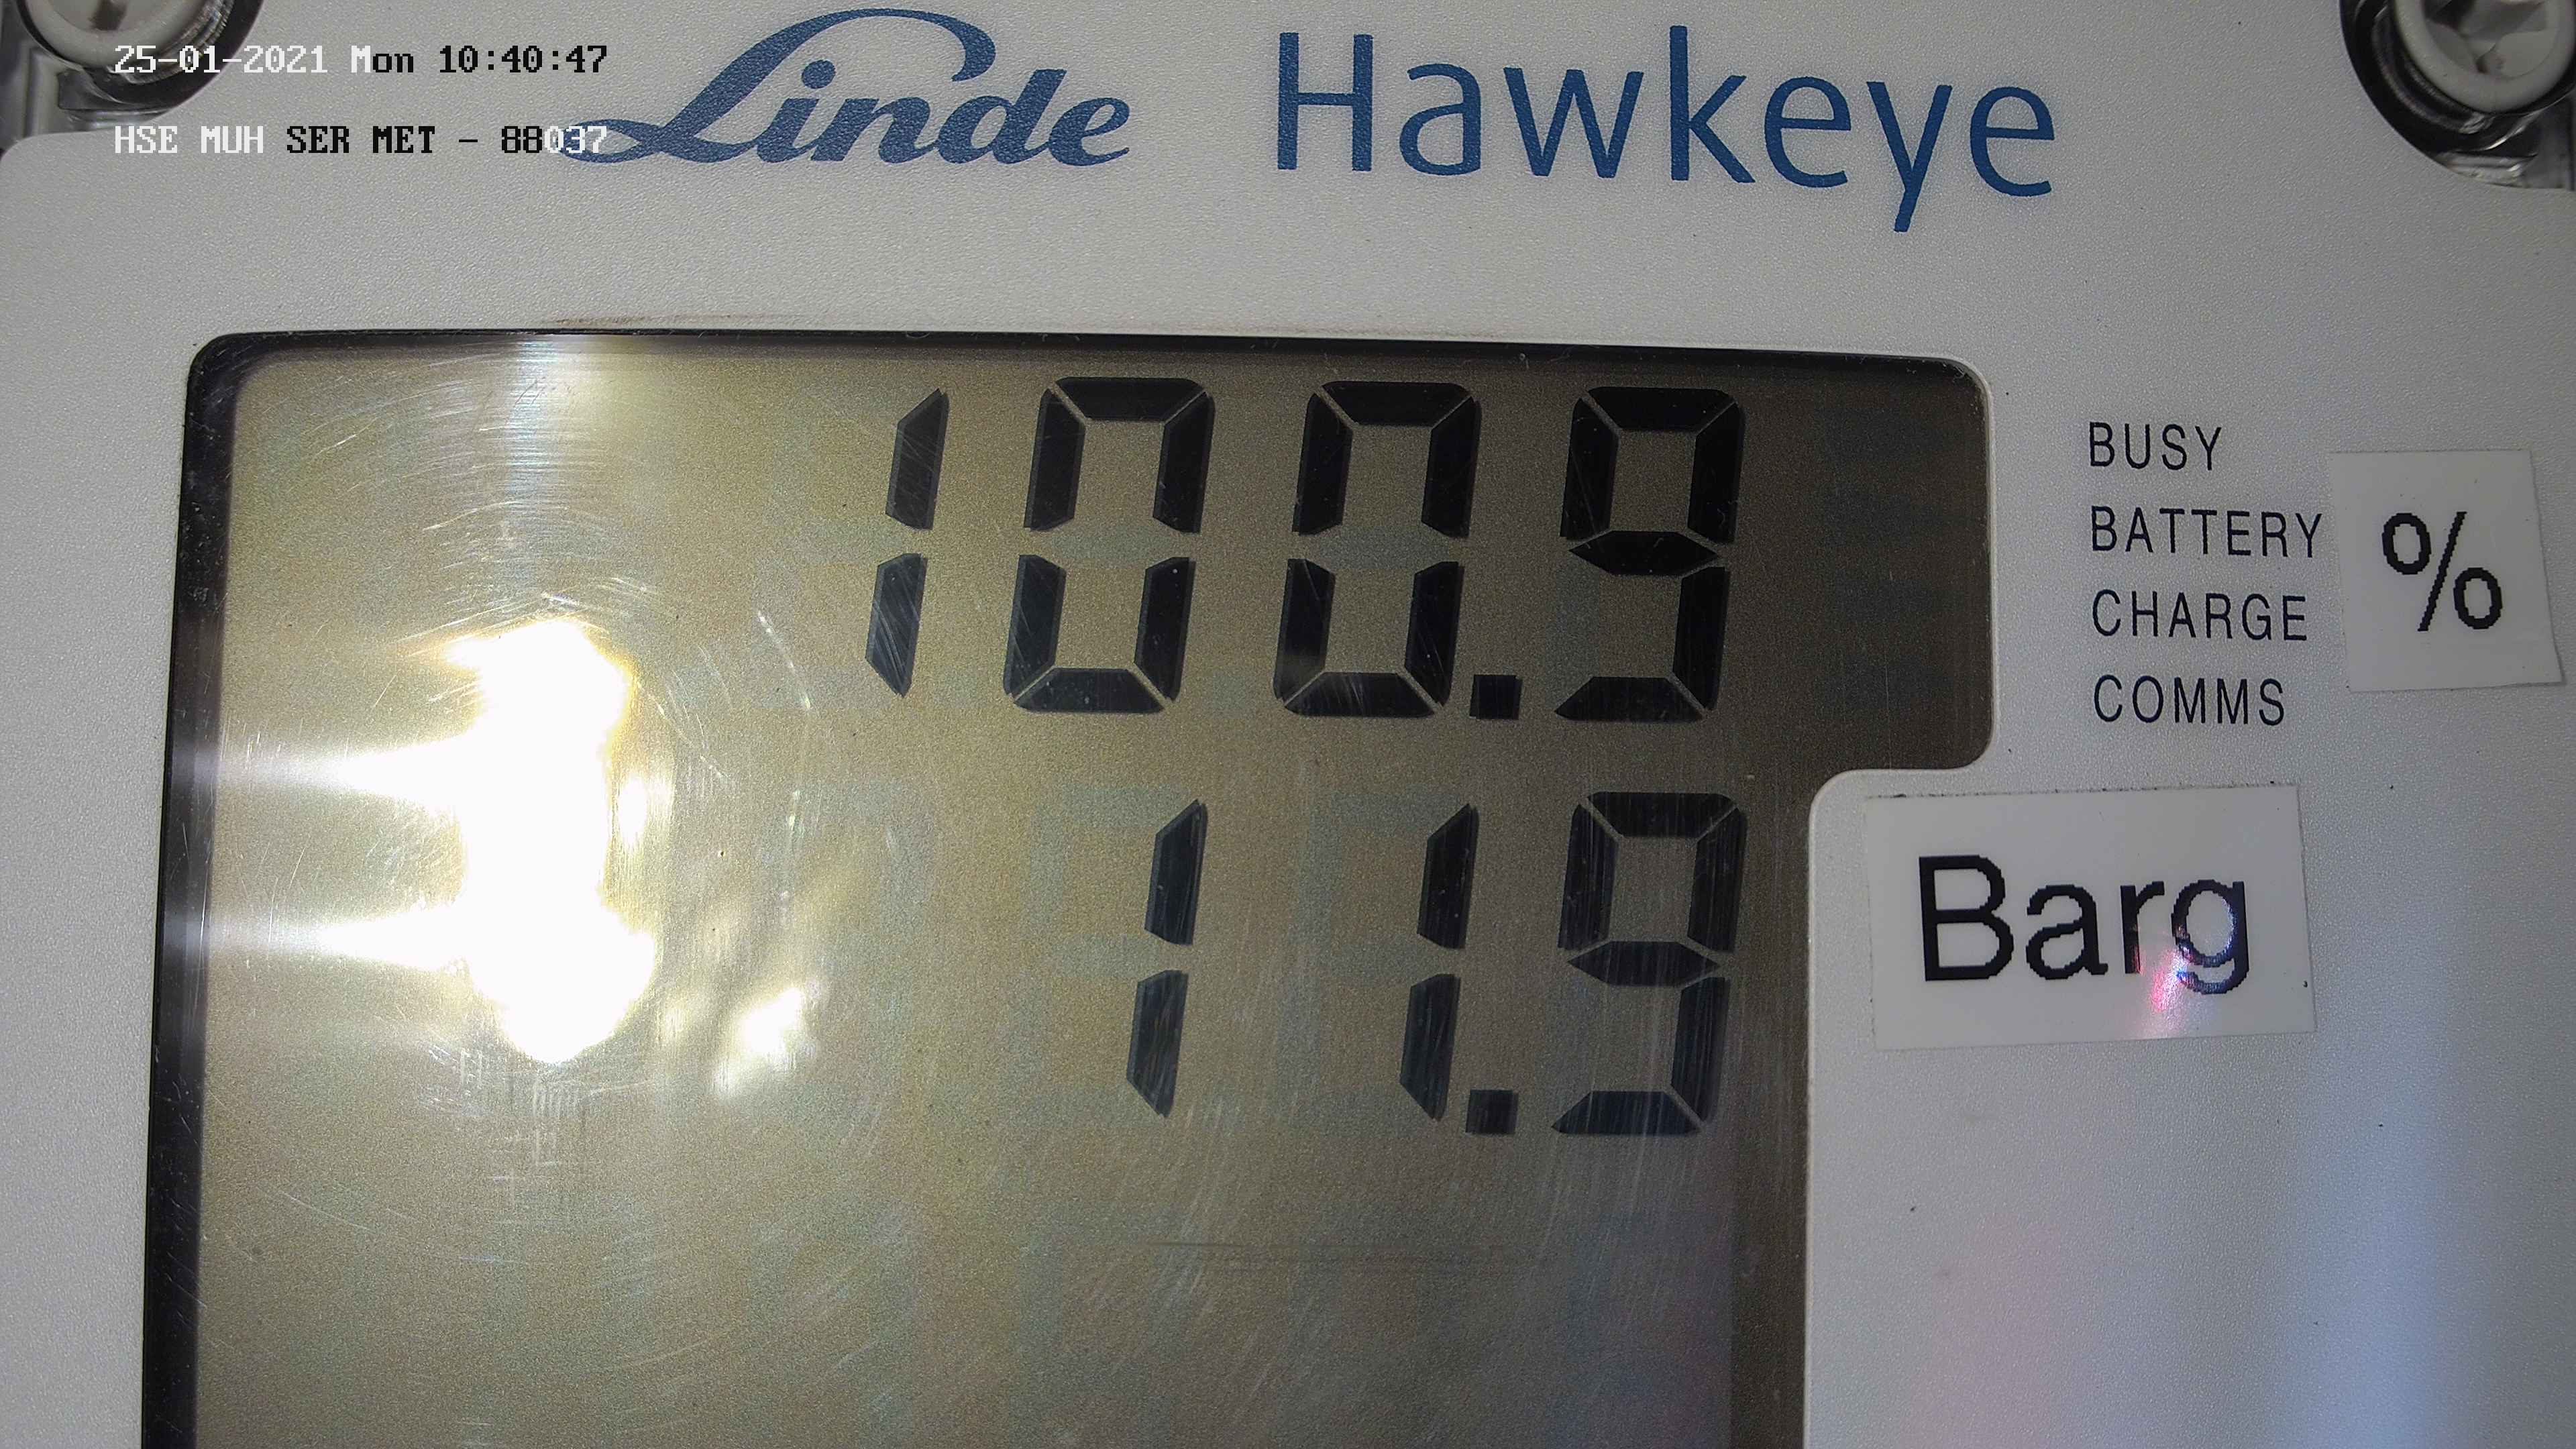 25-01-2021 Mon 10:40:47
Linde Hawkeye
HSE MUH SER MET - 88037
100.9
BUSY
BATTERY
CHARGE
COMMS
%
11.9
Barg